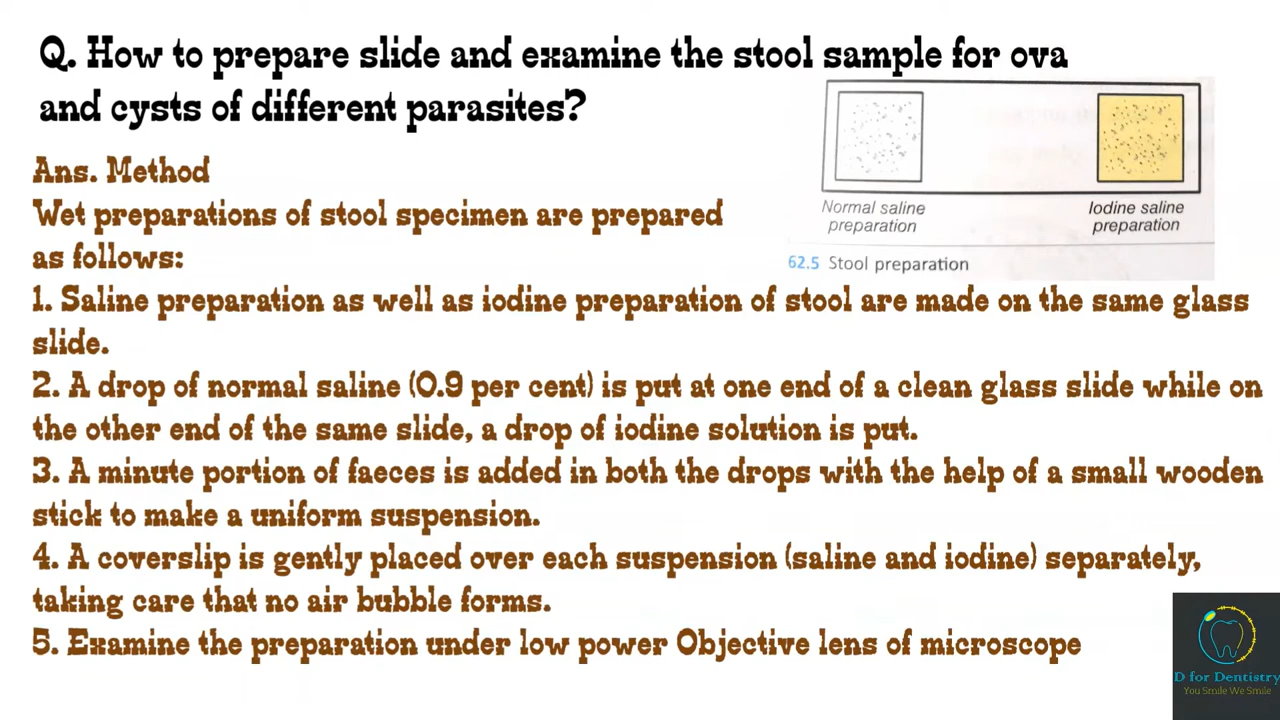 Q. How to prepare slide and examine the stool sample for ova
and cysts of different parasites?
Ans. Method
Wet preparations of stool specimen are prepared
as follows:
Normal saline
preparation
Iodine saline
preparation
62.5 Stool preparation
1. Saline preparation as well as iodine preparation of stool are made on the same glass
slide.
2. A drop of normal saline (0.9 per cent) is put at one end of a clean glass slide while on
the other end of the same slide, a drop of iodine solution is put.
3. A minute portion of faeces is added in both the drops with the help of a small wooden
stick to make a uniform suspension.
4. A coverslip is gently placed over each suspension (saline and iodine) separately,
taking care that no air bubble forms.
5. Examine the preparation under low power Objective lens of microscope
D for Dentistry
You Smile We Smile